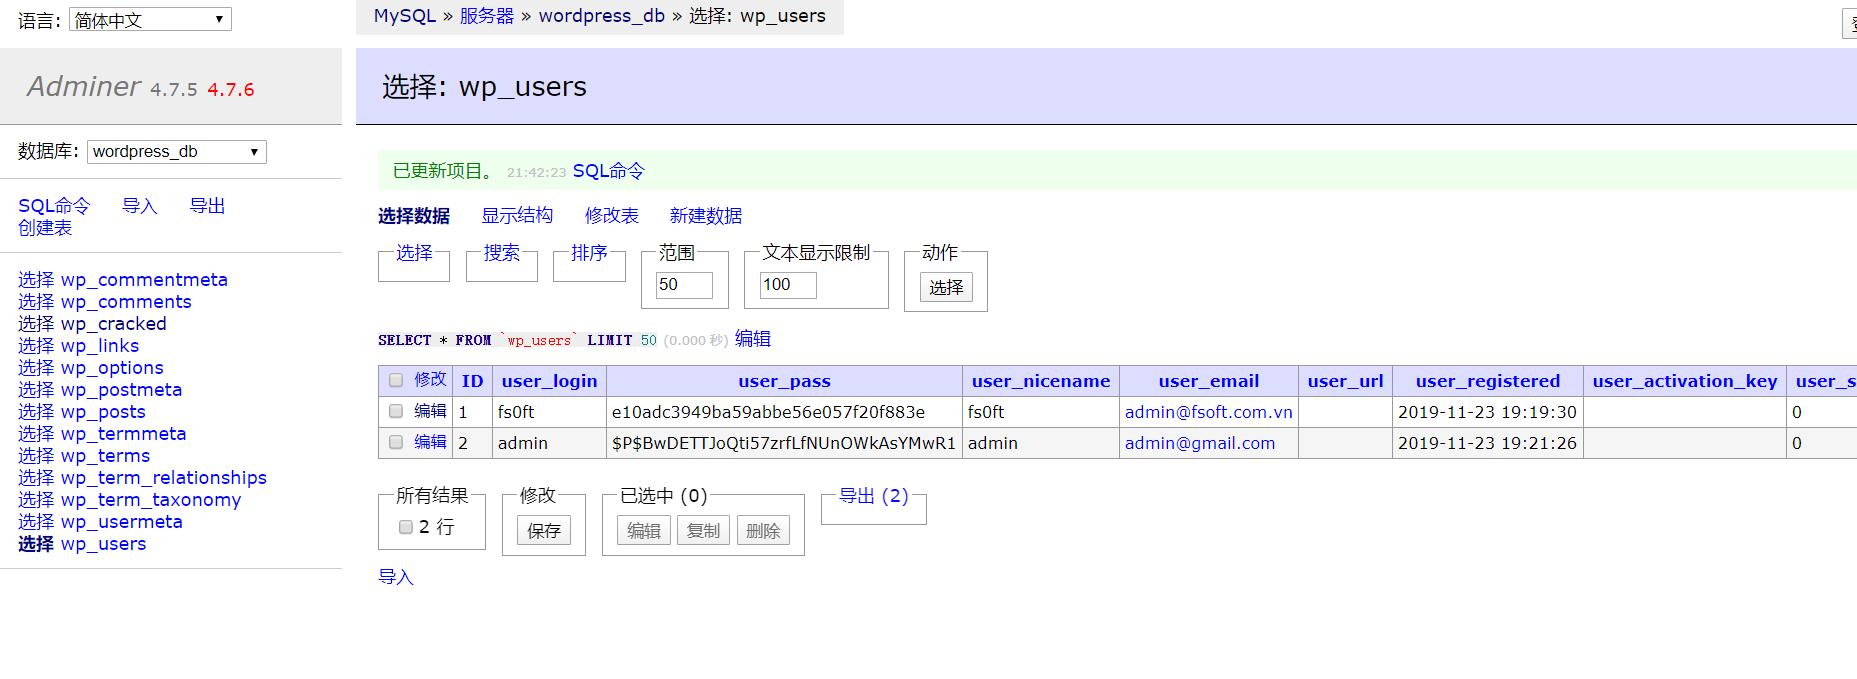 语言: 简体中文
MySQL » 服务器 » wordpress_db » 选择: wp_users
Adminer 4.7.5 4.7.6
选择: wp_users
数据库: wordpress_db
已更新项目。 21:42:23 SQL命令
SQL命令 导入 导出
创建表
选择数据 显示结构 修改表 新建数据
选择 搜索 排序 范围 文本显示限制 动作
50 100 选择
选择 wp_commentmeta
选择 wp_comments
选择 wp_cracked
选择 wp_links
选择 wp_options
选择 wp_postmeta
选择 wp_posts
选择 wp_termmeta
选择 wp_terms
选择 wp_term_relationships
选择 wp_term_taxonomy
选择 wp_usermeta
选择 wp_users
SELECT * FROM `wp_users` LIMIT 50 (0.000 秒) 编辑
修改 ID user_login user_pass user_nicename user_email user_url user_registered user_activation_key user_s
编辑 1 fs0ft e10adc3949ba59abbe56e057f20f883e fs0ft admin@fsoft.com.vn 2019-11-23 19:19:30 0
编辑 2 admin $P$BwDETTJoQti57zrfLfNUnOWkAsYMwR1 admin admin@gmail.com 2019-11-23 19:21:26 0
所有结果 修改 已选中 (0) 导出 (2)
2 行 保存 编辑 复制 删除
导入